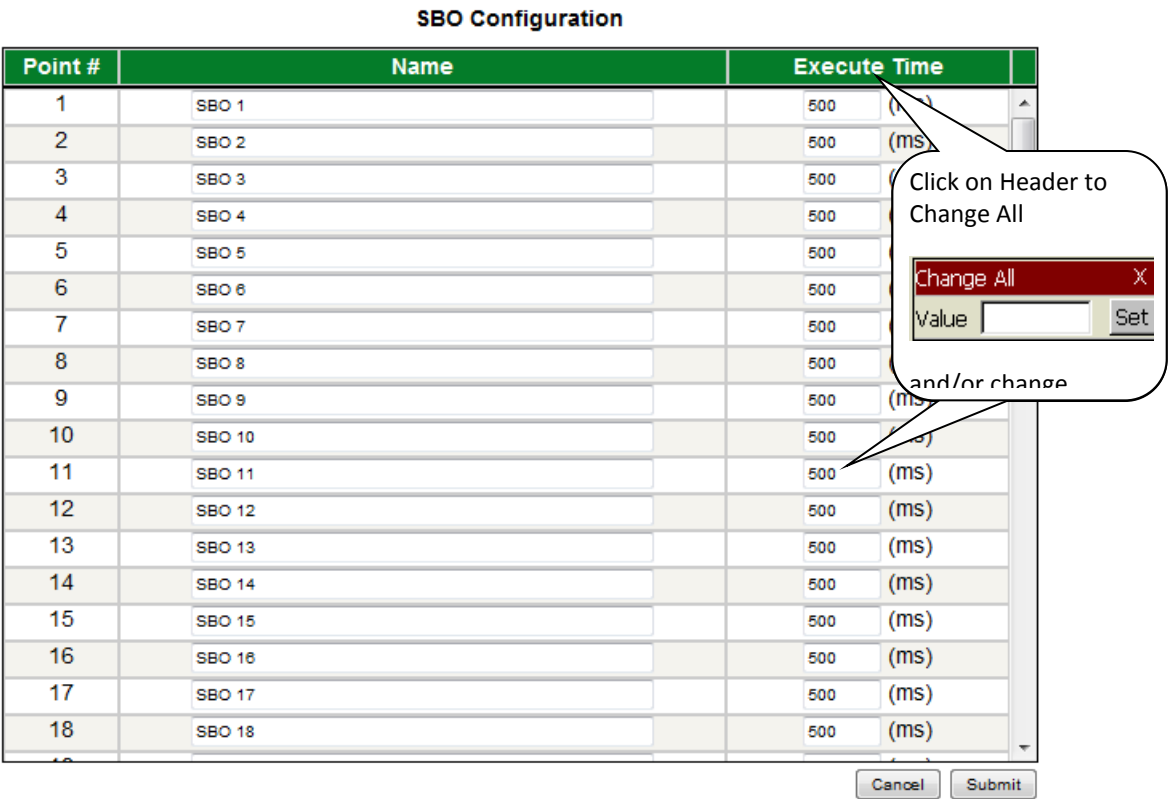 SBO Configuration
Point # Name Execute Time
1 SBO 1 500
2 SBO 2 500 (ms)
3 SBO 3 500
4 SBO 4 500
5 SBO 5 500
6 SBO 6 500
7 SBO 7 500
8 SBO 8 500
9 SBO 9 500 (ms)
10 SBO 10 500 (ms)
11 SBO 11 500 (ms)
12 SBO 12 500 (ms)
13 SBO 13 500 (ms)
14 SBO 14 500 (ms)
15 SBO 15 500 (ms)
16 SBO 16 500 (ms)
17 SBO 17 500 (ms)
18 SBO 18 500 (ms)
Click on Header to
Change All
Change All X
Value Set
and/or change
Cancel Submit